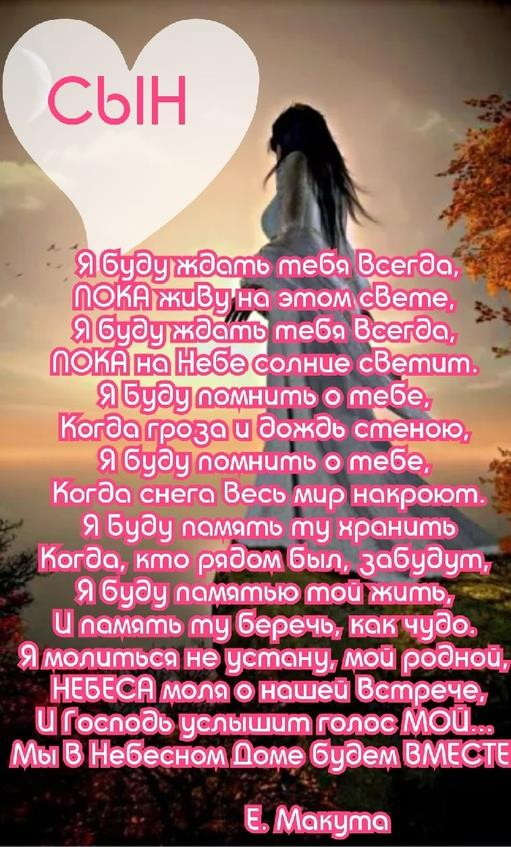 СЫН
Я буду ждать тебя Всегда,
ПОКА живу на этом свете,
Я буду ждать тебя Всегда,
ПОКА на Небе солнце светит.
Я буду помнить о тебе,
Когда гроза и дождь стеною,
Я буду помнить о тебе,
Когда снега Весь мир накроют.
Я буду память ту хранить
Когда, кто рядом был, забудут,
Я буду памятью той жить,
И память ту беречь, как чудо.
Я молиться не устану, мой родной,
НЕБЕСА моля о нашей Встрече,
И Господь услышит голос МОЙ...
Мы В Небесном Доме будем ВМЕСТЕ
Е. Макута